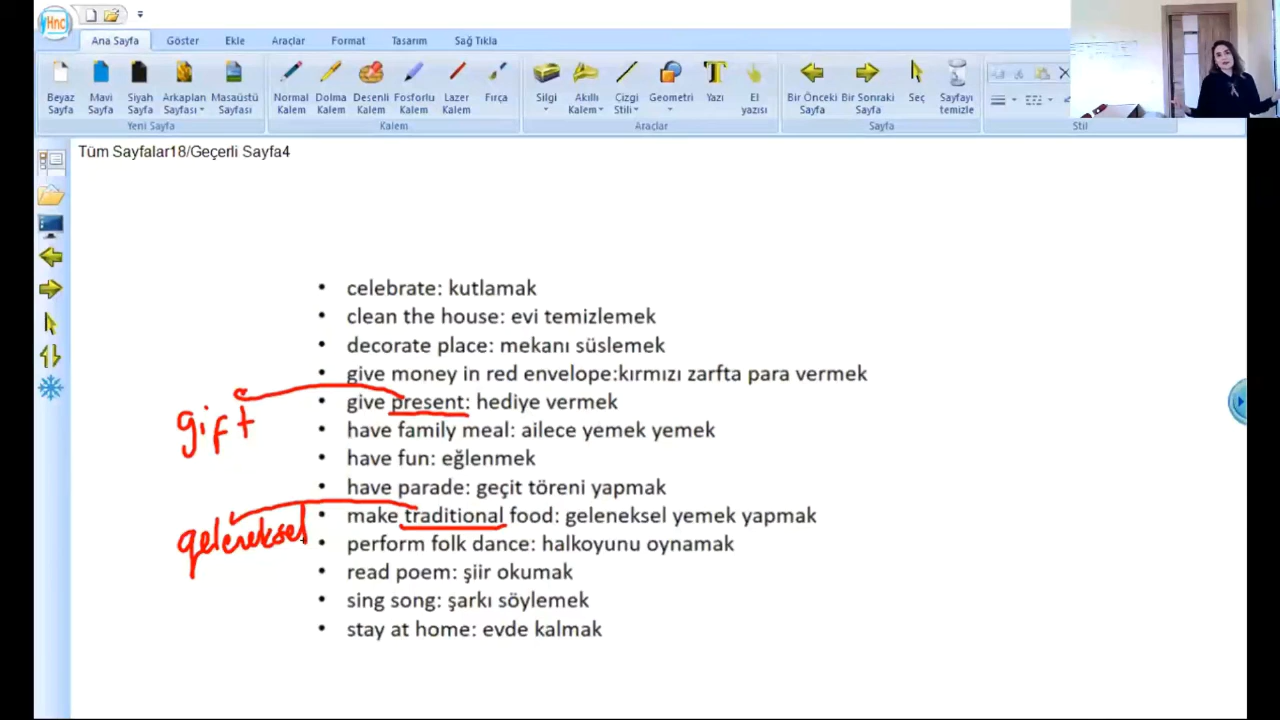 Hnc
Ana Sayfa Göster Ekle Araçlar Format Tasarım Sağ Tıkla
Beyaz Sayfa Mavi Sayfa Siyah Sayfa Arkaplan Sayfası Masaüstü Sayfası
Normal Kalem Dolma Kalem Desenli Kalem Fosforlu Kalem Lazer Kalem Fırça
Silgi Akıllı Kalem Çizgi Stili Geometri Yazı El yazısı
Bir Önceki Sayfa Bir Sonraki Sayfa Seç Sayfayı temizle
Yeni Sayfa Kalem Araçlar Sayfa Stil
Tüm Sayfalar18/Geçerli Sayfa4
• celebrate: kutlamak
• clean the house: evi temizlemek
• decorate place: mekanı süslemek
• give money in red envelope:kırmızı zarfta para vermek
• give present: hediye vermek
gift
• have family meal: ailece yemek yemek
• have fun: eğlenmek
• have parade: geçit töreni yapmak
• make traditional food: geleneksel yemek yapmak
geleneksel
• perform folk dance: halkoyunu oynamak
• read poem: şiir okumak
• sing song: şarkı söylemek
• stay at home: evde kalmak